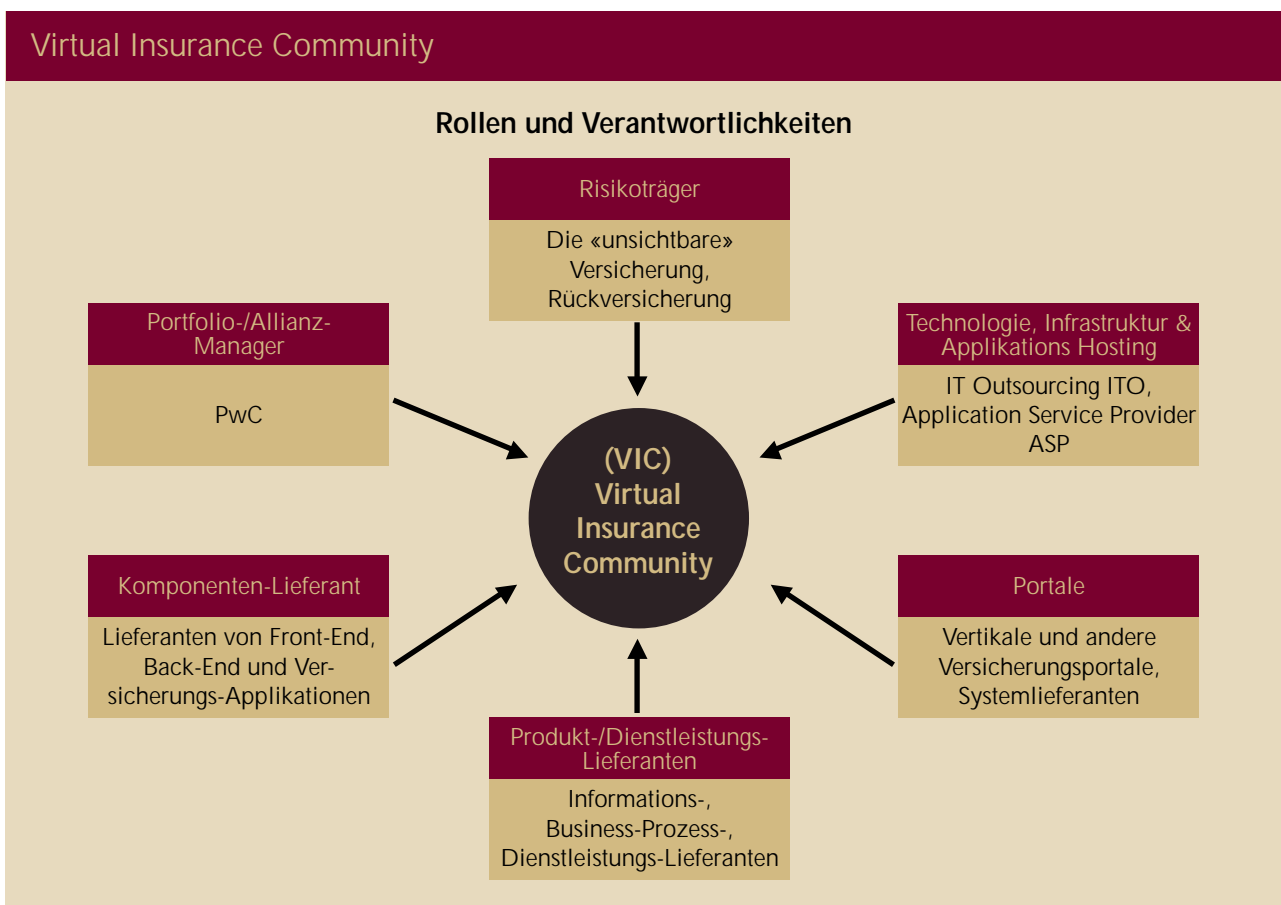 Virtual Insurance Community
Rollen und Verantwortlichkeiten
Risikoträger
Die «unsichtbare»
Versicherung,
Rückversicherung
Portfolio-/Allianz-
Manager
PwC
Technologie, Infrastruktur &
Applikations Hosting
IT Outsourcing ITO,
Application Service Provider
ASP
(VIC)
Virtual
Insurance
Community
Komponenten-Lieferant
Lieferanten von Front-End,
Back-End und Ver-
sicherungs-Applikationen
Portale
Vertikale und andere
Versicherungsportale,
Systemlieferanten
Produkt-/Dienstleistungs-
Lieferanten
Informations-,
Business-Prozess-,
Dienstleistungs-Lieferanten